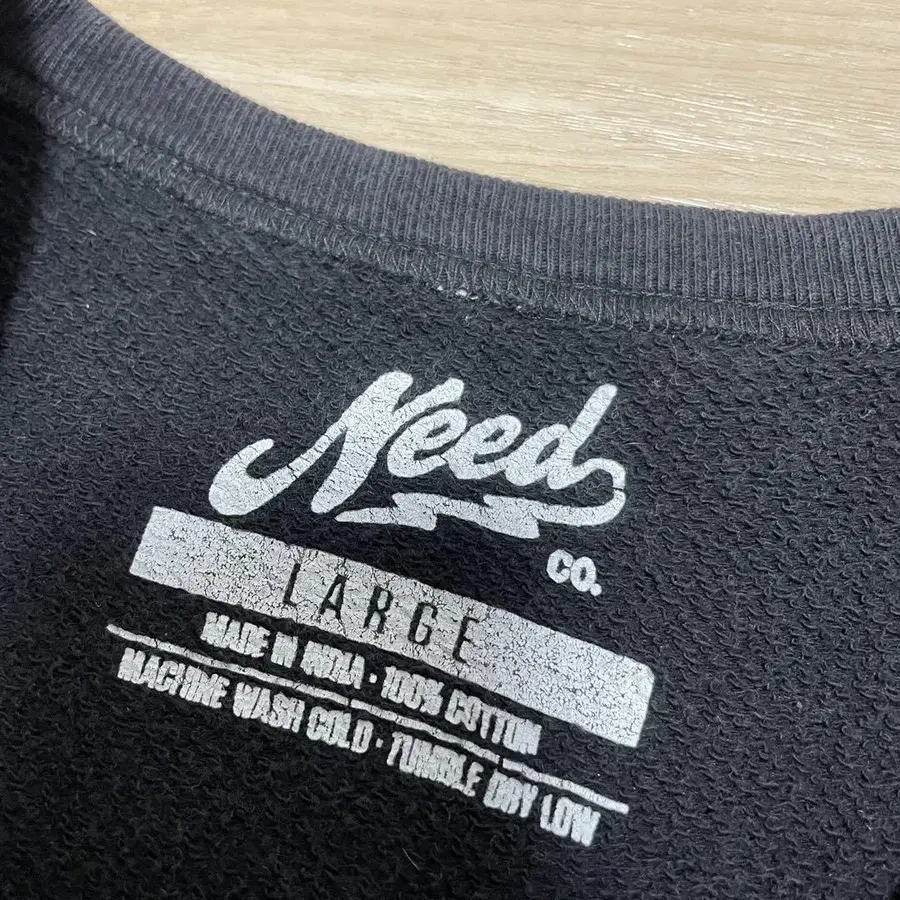 Need
CO.
LARGE
MADE IN INDIA · 100% COTTON
MACHINE WASH COLD · TUMBLE DRY LOW